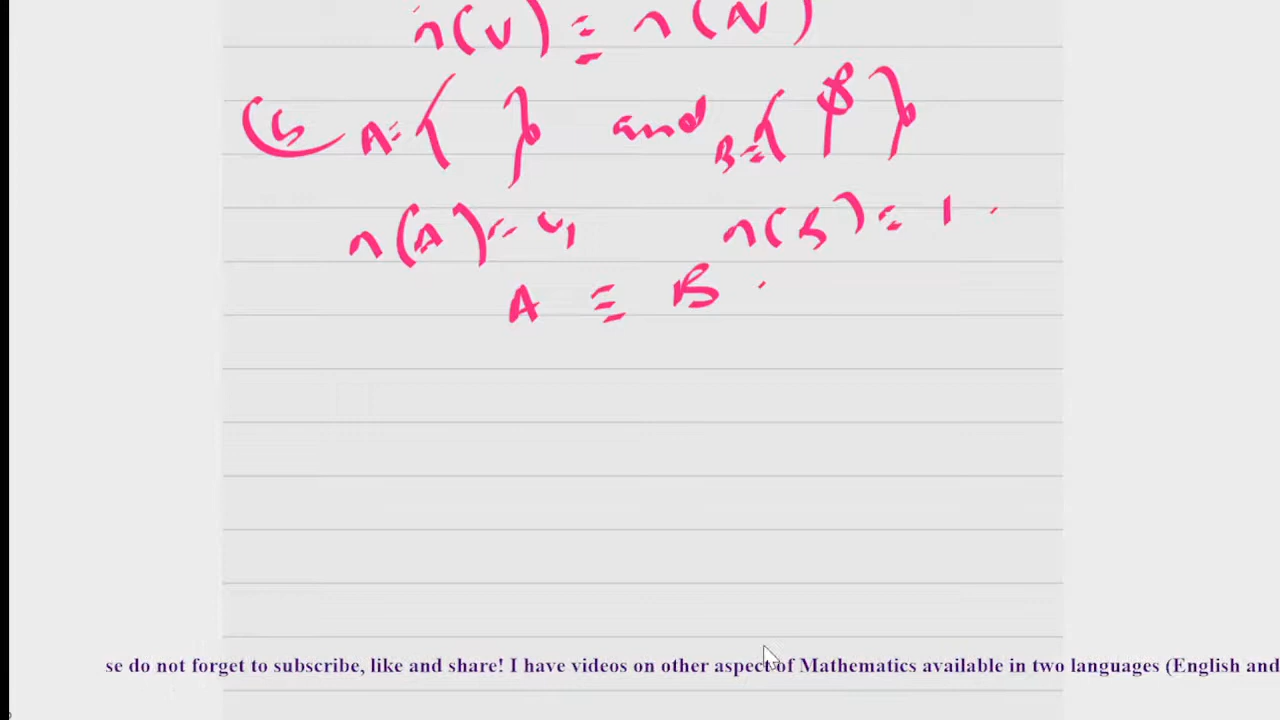 n(V) ≡ n(N)
A = { } and B = { φ }
n(A) = 0, n(B) = 1.
A ≡ B.
se do not forget to subscribe, like and share! I have videos on other aspect of Mathematics available in two languages (English and